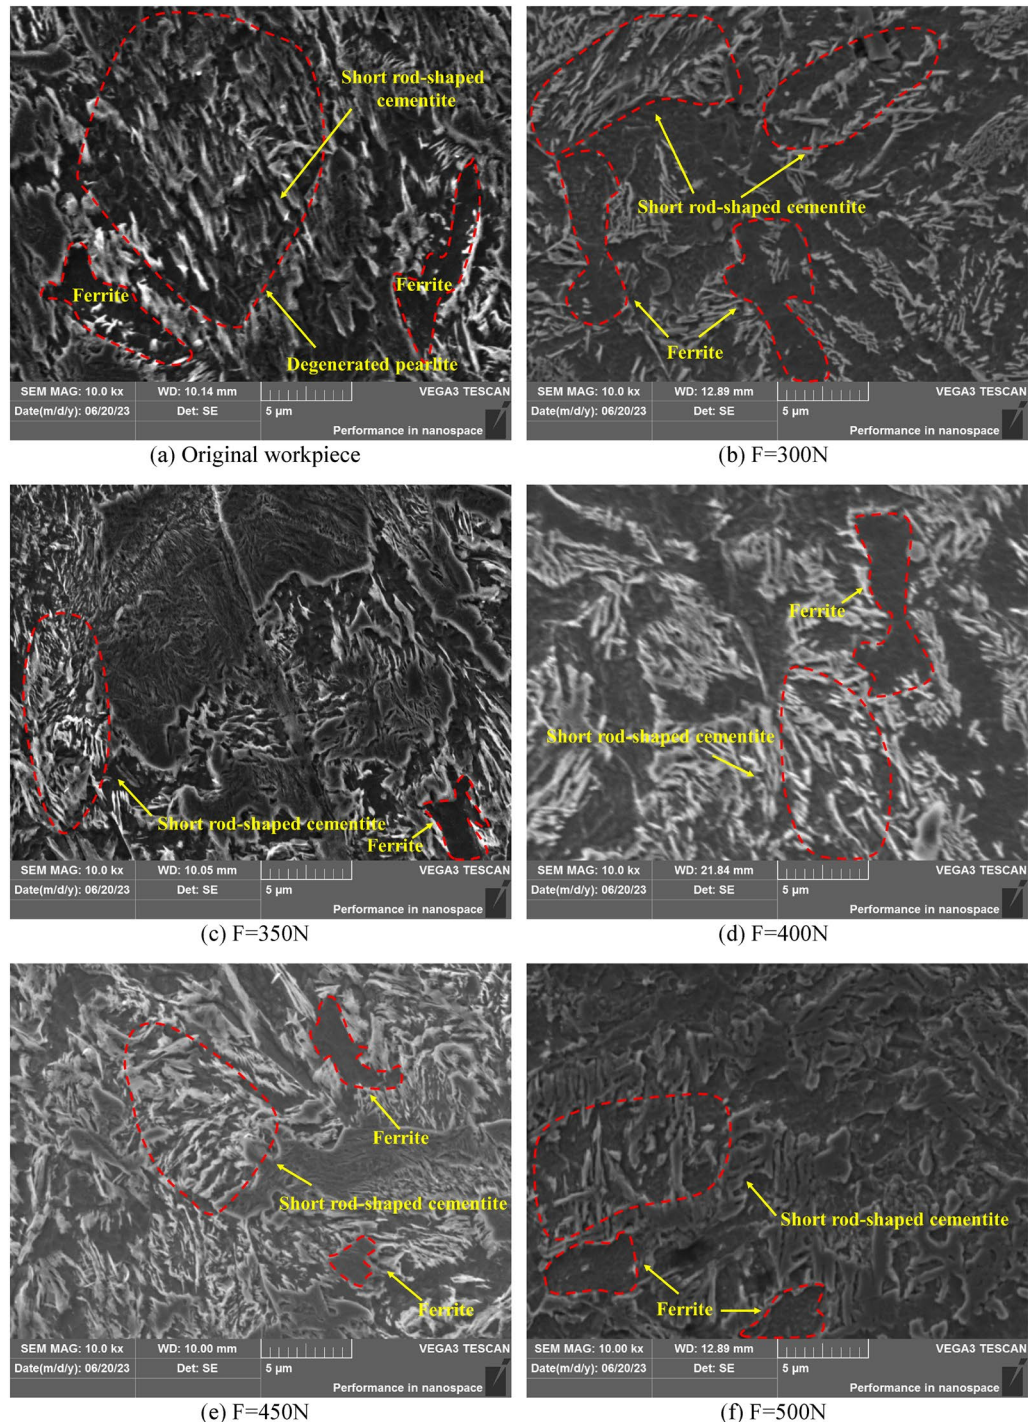 Short rod-shaped
cementite
Ferrite
Ferrite
Degenerated pearlite
SEM MAG: 10.0 kx
WD: 10.14 mm
VEGA3 TESCAN
Date(m/d/y): 06/20/23
Det: SE
5 µm
Performance in nanospace
(a) Original workpiece
Short rod-shaped cementite
Ferrite
SEM MAG: 10.0 kx
WD: 12.89 mm
VEGA3 TESCAN
Date(m/d/y): 06/20/23
Det: SE
5 µm
Performance in nanospace
(b) F=300N
Short rod-shaped cementite
Ferrite
SEM MAG: 10.0 kx
WD: 10.05 mm
VEGA3 TESCAN
Date(m/d/y): 06/20/23
Det: SE
5 µm
Performance in nanospace
(c) F=350N
Ferrite
Short rod-shaped cementite
SEM MAG: 10.0 kx
WD: 21.84 mm
VEGA3 TESCAN
Date(m/d/y): 06/20/23
Det: SE
5 µm
Performance in nanospace
(d) F=400N
Ferrite
Short rod-shaped cementite
Ferrite
SEM MAG: 10.0 kx
WD: 10.00 mm
VEGA3 TESCAN
Date(m/d/y): 06/20/23
Det: SE
5 µm
Performance in nanospace
(e) F=450N
Short rod-shaped cementite
Ferrite
SEM MAG: 10.00 kx
WD: 12.89 mm
VEGA3 TESCAN
Date(m/d/y): 06/20/23
Det: SE
5 µm
Performance in nanospace
(f) F=500N